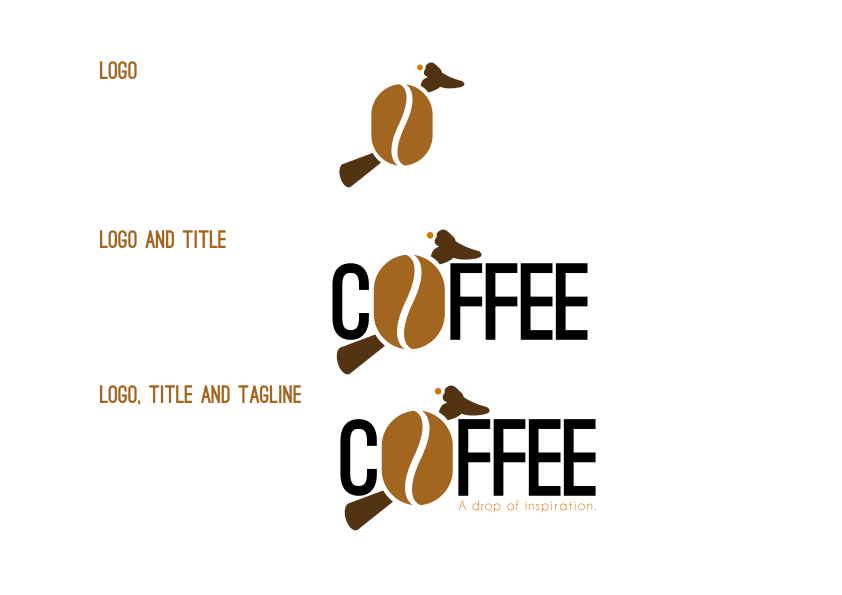 LOGO
LOGO AND TITLE
COFFEE
LOGO, TITLE AND TAGLINE
COFFEE
A drop of inspiration.